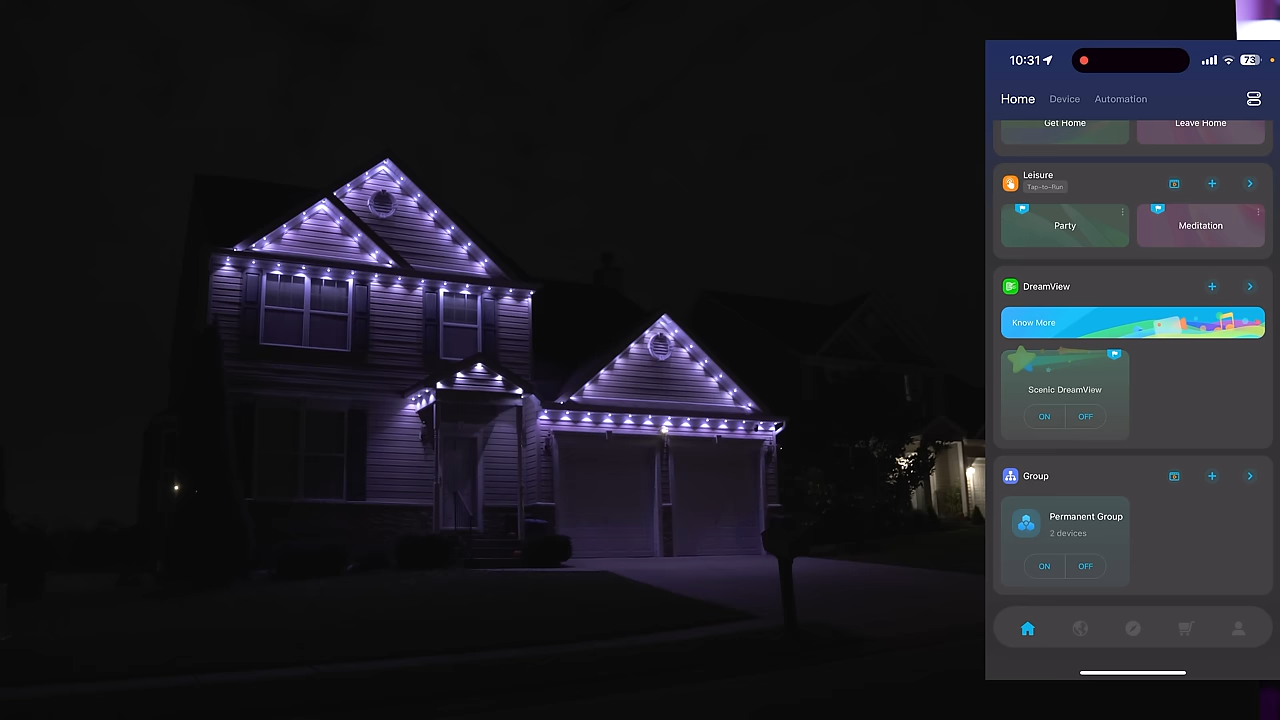 10:31
73
Home Device Automation
Get Home Leave Home
Leisure
Tap-to-Run
Party Meditation
DreamView
Know More
Scenic DreamView
ON OFF
Group
Permanent Group
2 devices
ON OFF